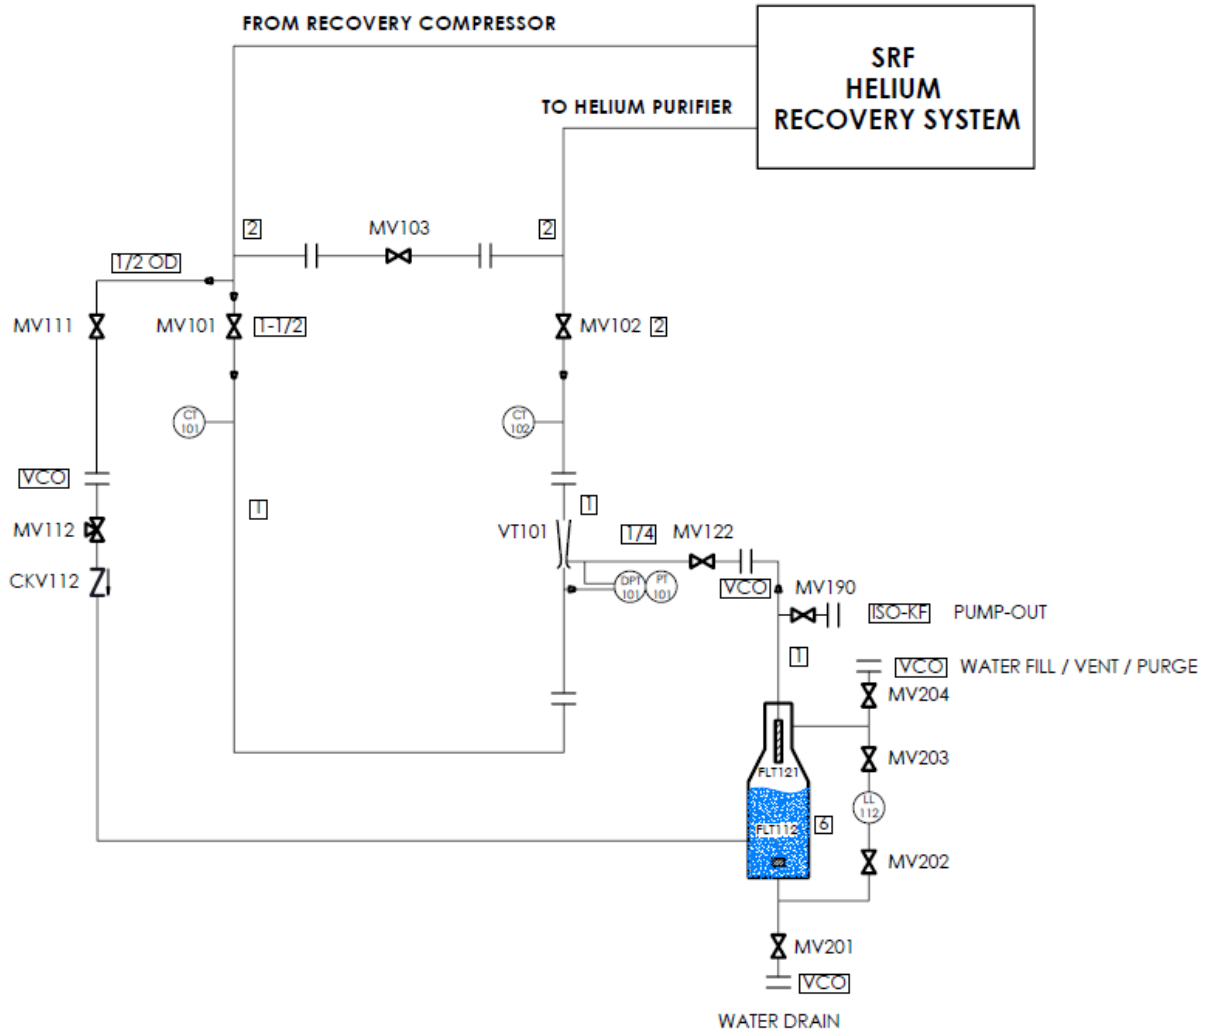 FROM RECOVERY COMPRESSOR
SRF
HELIUM
RECOVERY SYSTEM
TO HELIUM PURIFIER
2
MV103
2
1/2 OD
MV111
MV101
1-1/2
MV102
2
CT
101
CT
102
VCO
1
1
MV112
VT101
1/4
MV122
CKV112
DPT
101
PT
101
VCO
MV190
ISO-KF
PUMP-OUT
1
VCO
WATER FILL / VENT / PURGE
MV204
MV203
FLT121
LL
112
FLT112
6
MV202
MV201
VCO
WATER DRAIN